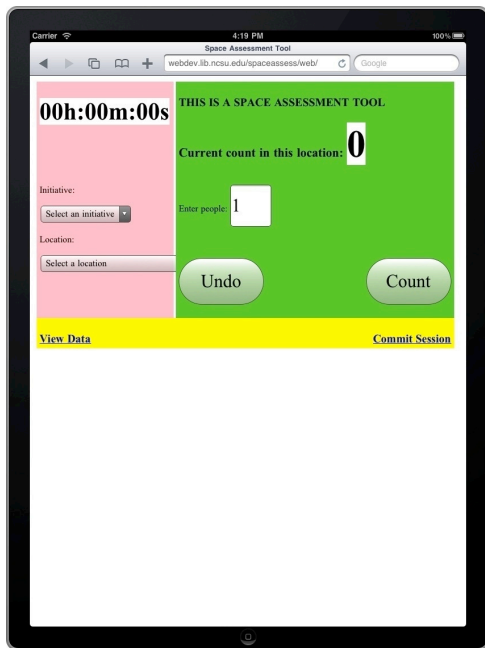 Carrier 4:19 PM 100%
Space Assessment Tool
webdev.lib.ncsu.edu/spaceassess/web/ Google
00h:00m:00s
Initiative:
Select an initiative
Location:
Select a location
THIS IS A SPACE ASSESSMENT TOOL
Current count in this location: 0
Enter people: 1
Undo Count
View Data Commit Session